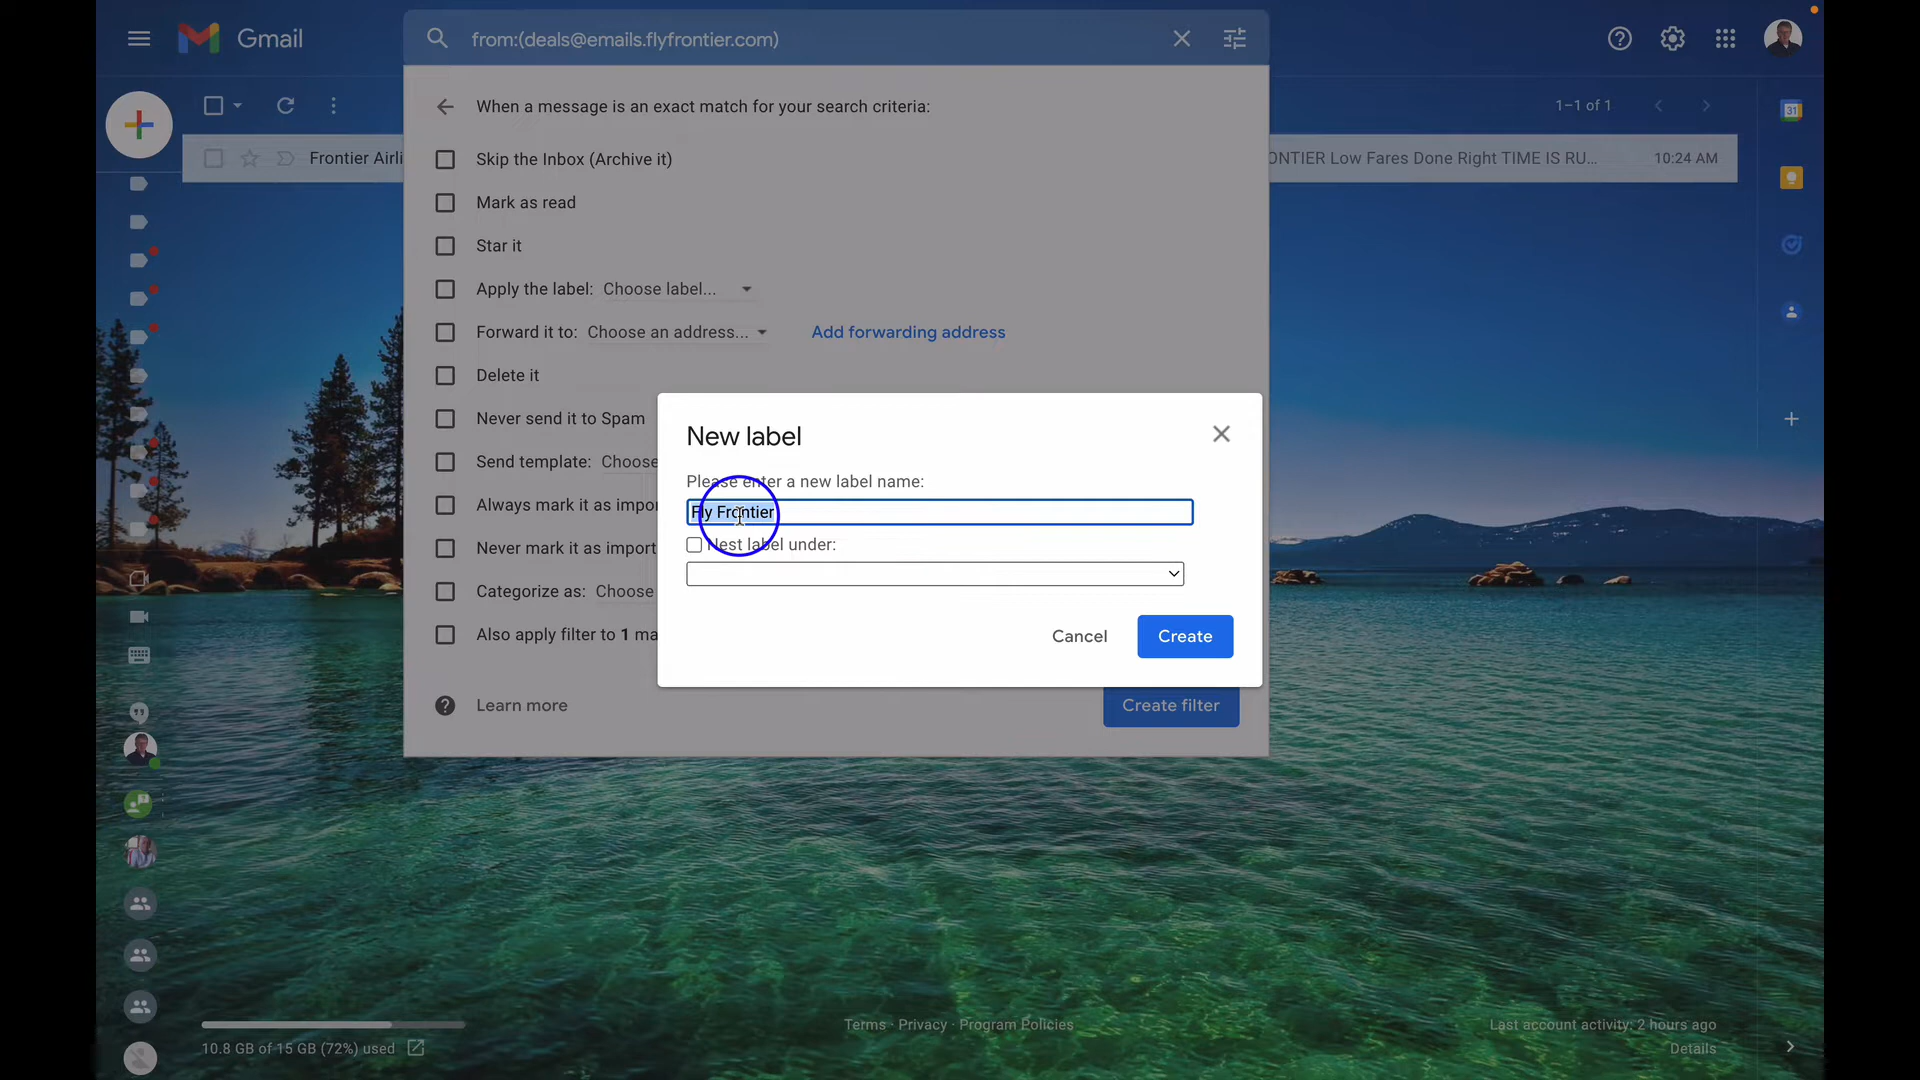 Gmail
from:(deals@emails.flyfrontier.com)
1–1 of 1
When a message is an exact match for your search criteria:
Frontier Airli
ONTIER Low Fares Done Right TIME IS RU...
10:24 AM
31
Skip the Inbox (Archive it)
Mark as read
Star it
Apply the label: Choose label...
Forward it to: Choose an address...
Add forwarding address
Delete it
Never send it to Spam
Send template: Choose
Always mark it as impor
Never mark it as import
Categorize as: Choose
Also apply filter to 1 ma
New label
Please enter a new label name:
Fly Frontier
Nest label under:
Cancel
Create
Learn more
Create filter
Terms · Privacy · Program Policies
Last account activity: 2 hours ago
10.8 GB of 15 GB (72%) used
Details